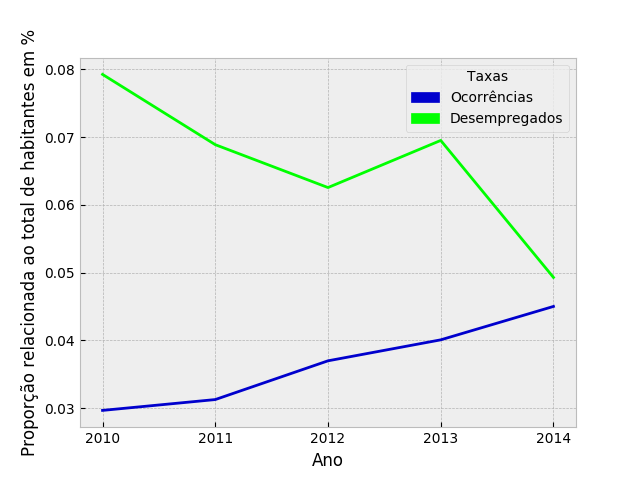 Proporção relacionada ao total de habitantes em %
0.08
0.07
0.06
0.05
0.04
0.03
Taxas
Ocorrências
Desempregados
2010 2011 2012 2013 2014
Ano